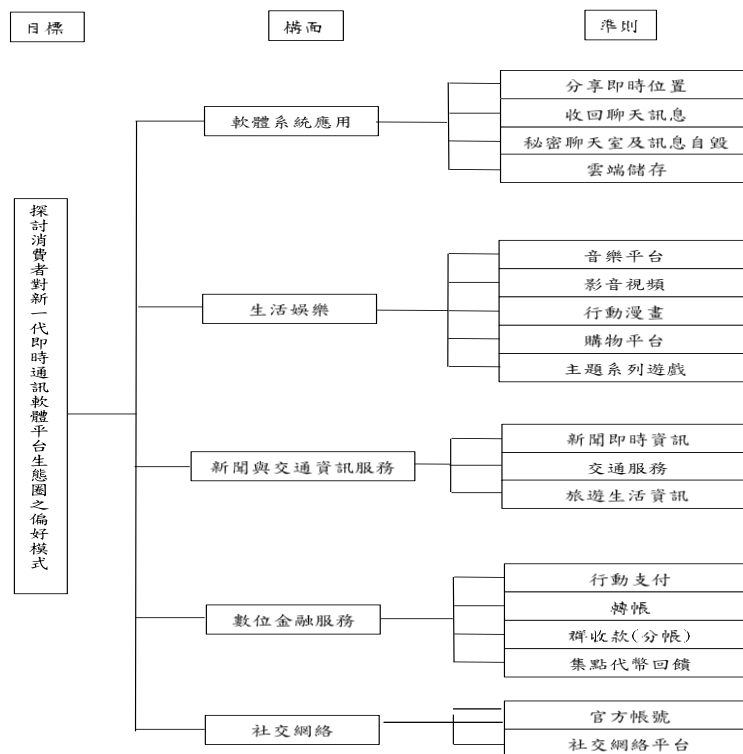 目標
構面
準則
探討消費者對新一代即時通訊軟體平台生態圈之偏好模式
軟體系統應用
分享即時位置
收回聊天訊息
秘密聊天室及訊息自毀
雲端儲存
生活娛樂
音樂平台
影音視頻
行動漫畫
購物平台
主題系列遊戲
新聞與交通資訊服務
新聞即時資訊
交通服務
旅遊生活資訊
數位金融服務
行動支付
轉帳
群收款(分帳)
集點代幣回饋
社交網絡
官方帳號
社交網絡平台